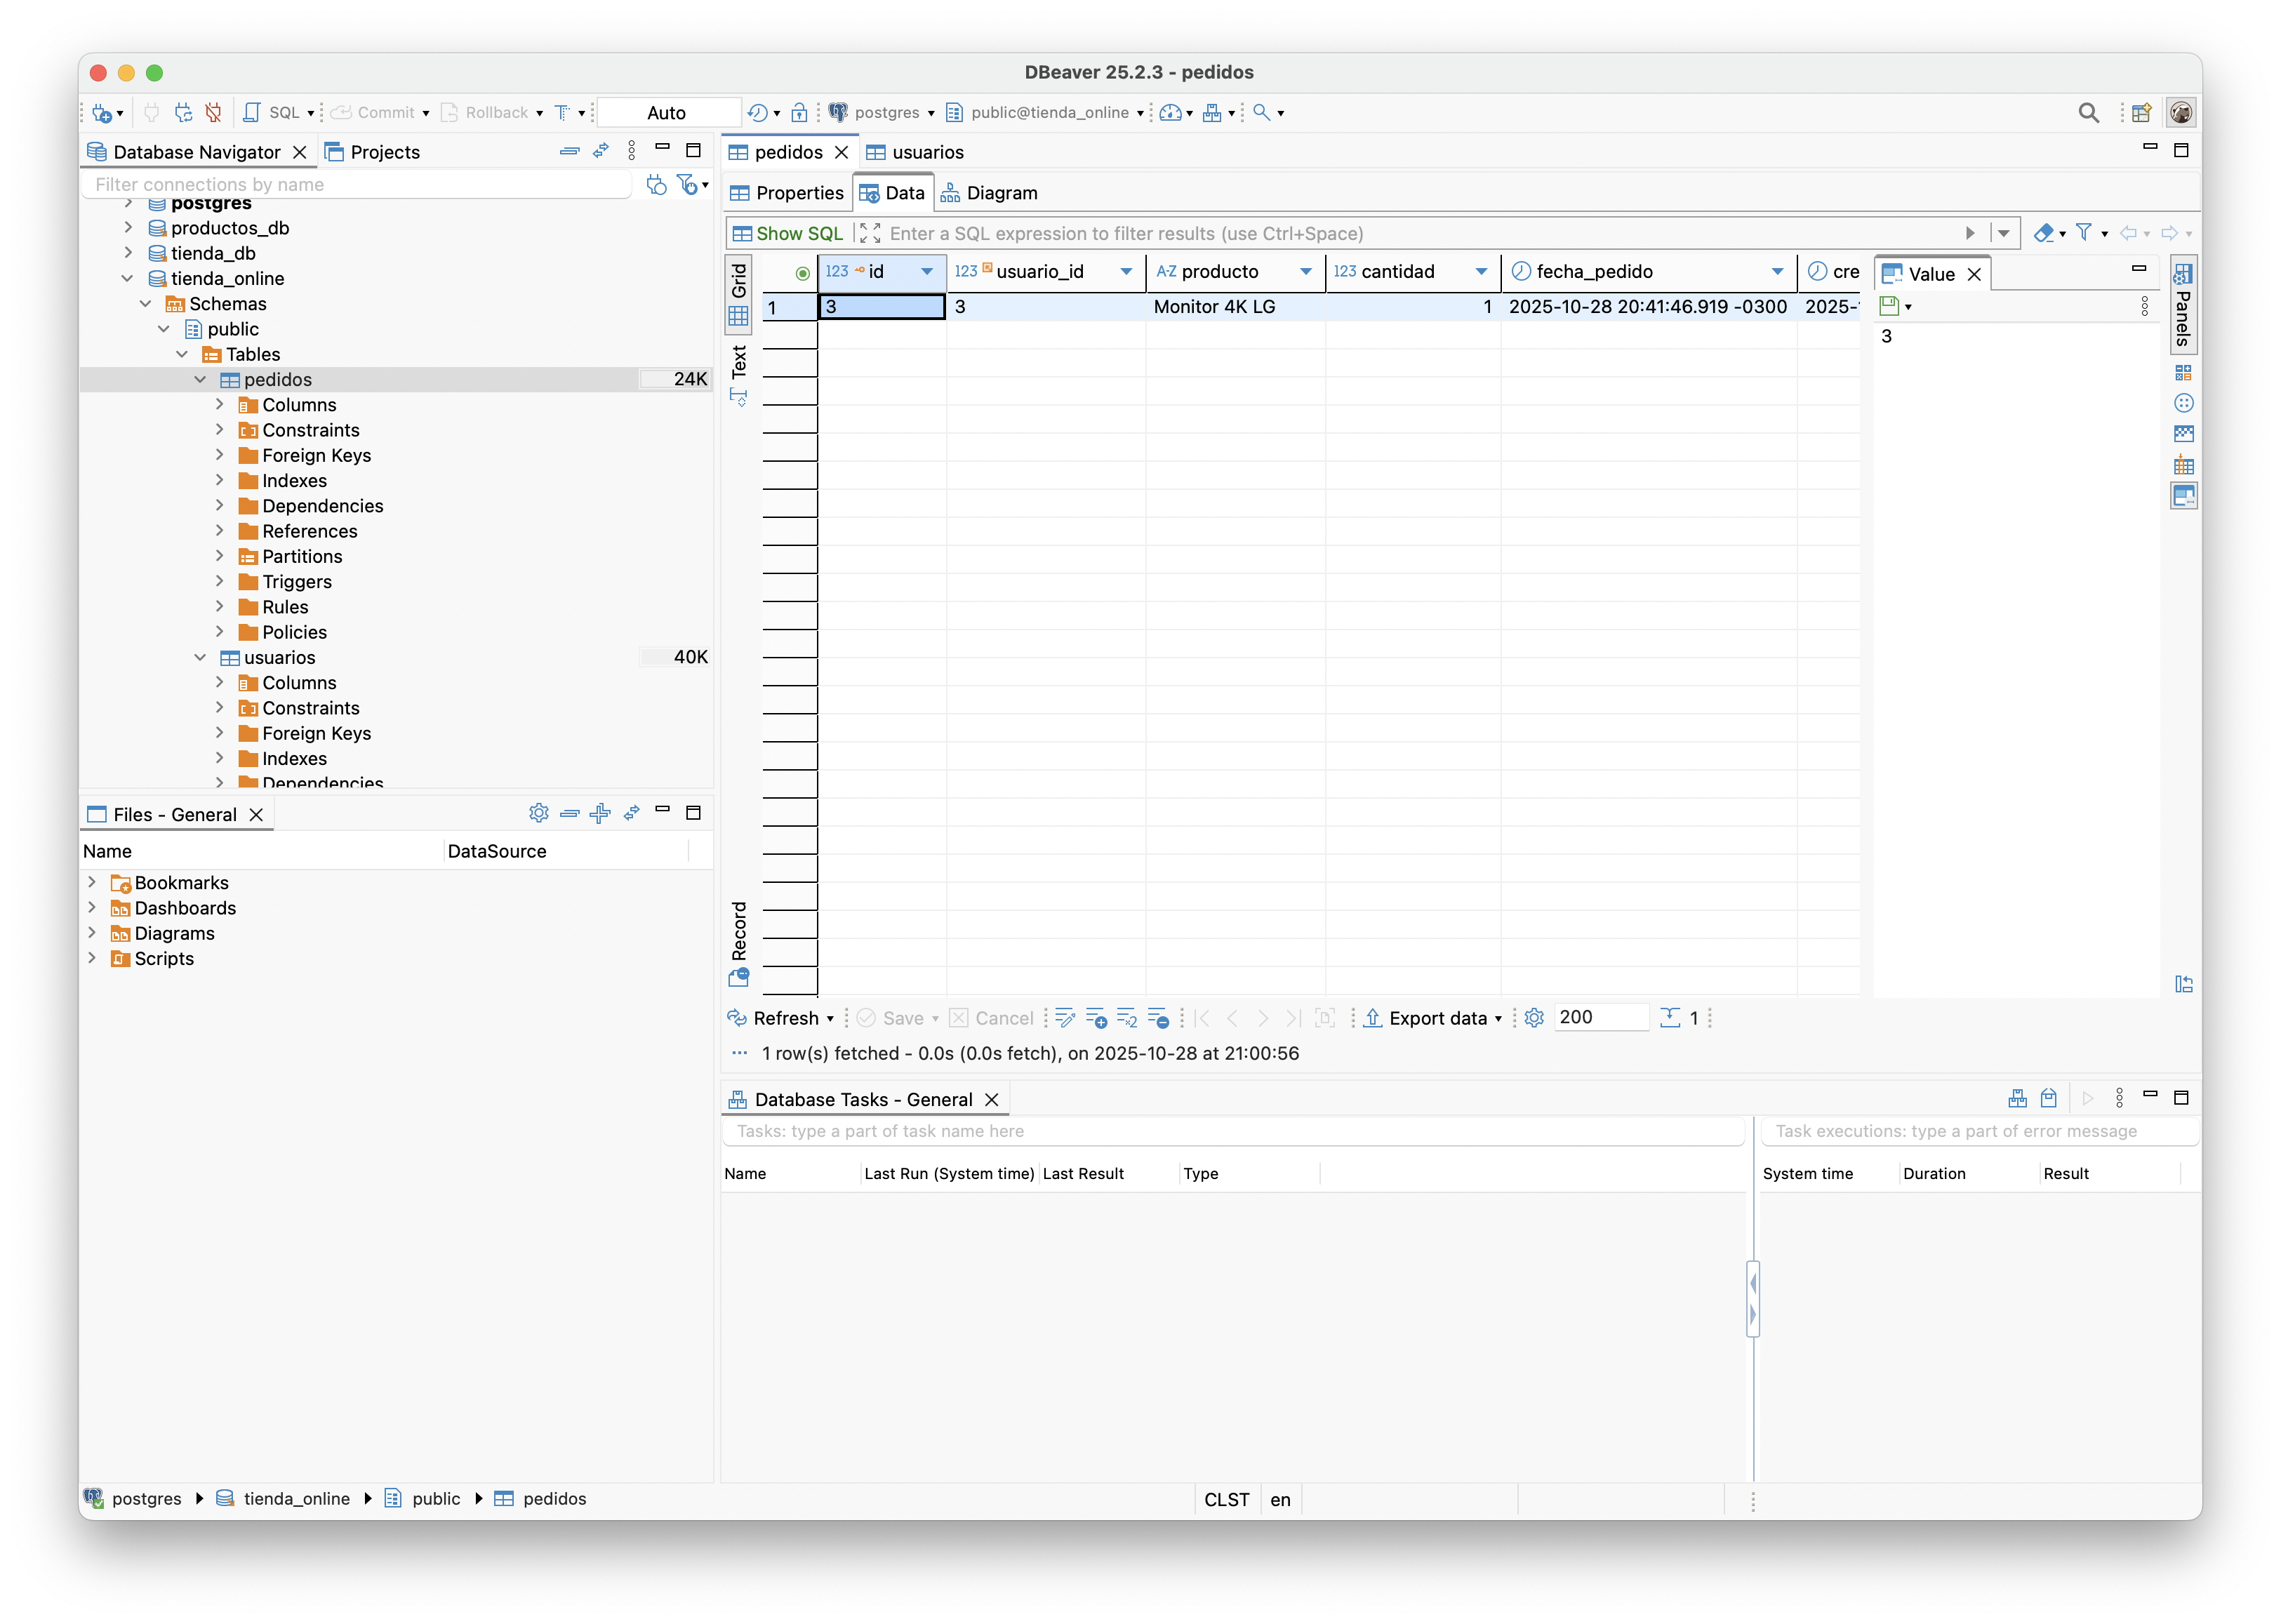 DBeaver 25.2.3 - pedidos
SQL Commit Rollback Auto postgres public@tienda_online
Database Navigator Projects
Filter connections by name
postgres
productos_db
tienda_db
tienda_online
Schemas
public
Tables
pedidos 24K
Columns
Constraints
Foreign Keys
Indexes
Dependencies
References
Partitions
Triggers
Rules
Policies
usuarios 40K
Columns
Constraints
Foreign Keys
Indexes
Dependencies
Files - General
Name DataSource
Bookmarks
Dashboards
Diagrams
Scripts
pedidos usuarios
Properties Data Diagram
Show SQL Enter a SQL expression to filter results (use Ctrl+Space)
Grid
Text
Record
123 id 123 usuario_id A-Z producto 123 cantidad fecha_pedido cre
1 3 3 Monitor 4K LG 1 2025-10-28 20:41:46.919 -0300 2025-
Value
3
Panels
Refresh Save Cancel Export data 200 1
... 1 row(s) fetched - 0.0s (0.0s fetch), on 2025-10-28 at 21:00:56
Database Tasks - General
Tasks: type a part of task name here Task executions: type a part of error message
Name Last Run (System time) Last Result Type System time Duration Result
postgres tienda_online public pedidos CLST en